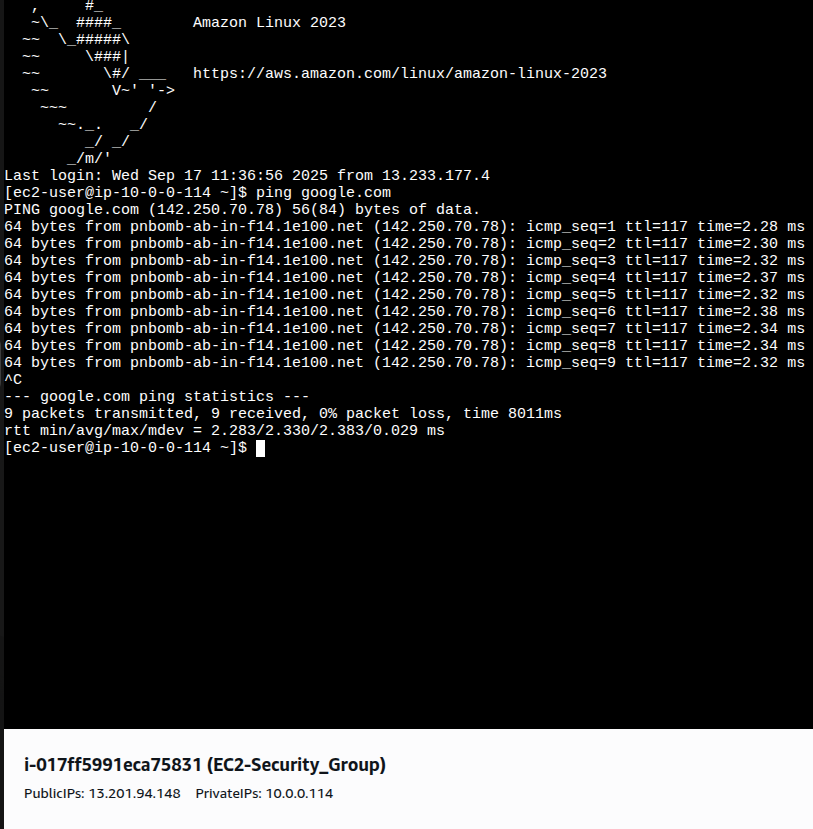 ,     #_
   ~\_  ####_        Amazon Linux 2023
  ~~  \_#####\
  ~~     \###|
  ~~       \#/ ___   https://aws.amazon.com/linux/amazon-linux-2023
   ~~       V~' '->
    ~~~         /
      ~~._.   _/
         _/ _/
       _/m/'
Last login: Wed Sep 17 11:36:56 2025 from 13.233.177.4
[ec2-user@ip-10-0-0-114 ~]$ ping google.com
PING google.com (142.250.70.78) 56(84) bytes of data.
64 bytes from pnbomb-ab-in-f14.1e100.net (142.250.70.78): icmp_seq=1 ttl=117 time=2.28 ms
64 bytes from pnbomb-ab-in-f14.1e100.net (142.250.70.78): icmp_seq=2 ttl=117 time=2.30 ms
64 bytes from pnbomb-ab-in-f14.1e100.net (142.250.70.78): icmp_seq=3 ttl=117 time=2.32 ms
64 bytes from pnbomb-ab-in-f14.1e100.net (142.250.70.78): icmp_seq=4 ttl=117 time=2.37 ms
64 bytes from pnbomb-ab-in-f14.1e100.net (142.250.70.78): icmp_seq=5 ttl=117 time=2.32 ms
64 bytes from pnbomb-ab-in-f14.1e100.net (142.250.70.78): icmp_seq=6 ttl=117 time=2.38 ms
64 bytes from pnbomb-ab-in-f14.1e100.net (142.250.70.78): icmp_seq=7 ttl=117 time=2.34 ms
64 bytes from pnbomb-ab-in-f14.1e100.net (142.250.70.78): icmp_seq=8 ttl=117 time=2.34 ms
64 bytes from pnbomb-ab-in-f14.1e100.net (142.250.70.78): icmp_seq=9 ttl=117 time=2.32 ms
^C
--- google.com ping statistics ---
9 packets transmitted, 9 received, 0% packet loss, time 8011ms
rtt min/avg/max/mdev = 2.283/2.330/2.383/0.029 ms
[ec2-user@ip-10-0-0-114 ~]$
i-017ff5991eca75831 (EC2-Security_Group)
PublicIPs: 13.201.94.148 PrivateIPs: 10.0.0.114